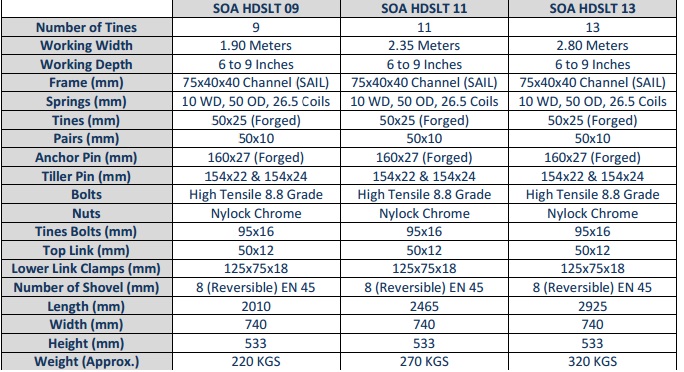 SOA HDSLT 09 SOA HDSLT 11 SOA HDSLT 13
Number of Tines 9 11 13
Working Width 1.90 Meters 2.35 Meters 2.80 Meters
Working Depth 6 to 9 Inches 6 to 9 Inches 6 to 9 Inches
Frame (mm) 75x40x40 Channel (SAIL) 75x40x40 Channel (SAIL) 75x40x40 Channel (SAIL)
Springs (mm) 10 WD, 50 OD, 26.5 Coils 10 WD, 50 OD, 26.5 Coils 10 WD, 50 OD, 26.5 Coils
Tines (mm) 50x25 (Forged) 50x25 (Forged) 50x25 (Forged)
Pairs (mm) 50x10 50x10 50x10
Anchor Pin (mm) 160x27 (Forged) 160x27 (Forged) 160x27 (Forged)
Tiller Pin (mm) 154x22 & 154x24 154x22 & 154x24 154x22 & 154x24
Bolts High Tensile 8.8 Grade High Tensile 8.8 Grade High Tensile 8.8 Grade
Nuts Nylock Chrome Nylock Chrome Nylock Chrome
Tines Bolts (mm) 95x16 95x16 95x16
Top Link (mm) 50x12 50x12 50x12
Lower Link Clamps (mm) 125x75x18 125x75x18 125x75x18
Number of Shovel (mm) 8 (Reversible) EN 45 8 (Reversible) EN 45 8 (Reversible) EN 45
Length (mm) 2010 2465 2925
Width (mm) 740 740 740
Height (mm) 533 533 533
Weight (Approx.) 220 KGS 270 KGS 320 KGS